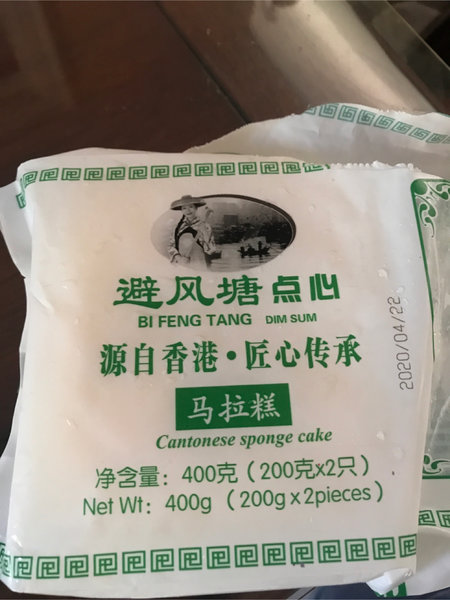 避风塘点心
BI FENG TANG DIM SUM
源自香港·匠心传承
马拉糕
Cantonese sponge cake
净含量：400克（200克x2只）
Net Wt：400g（200g x 2pieces）
2020/04/22